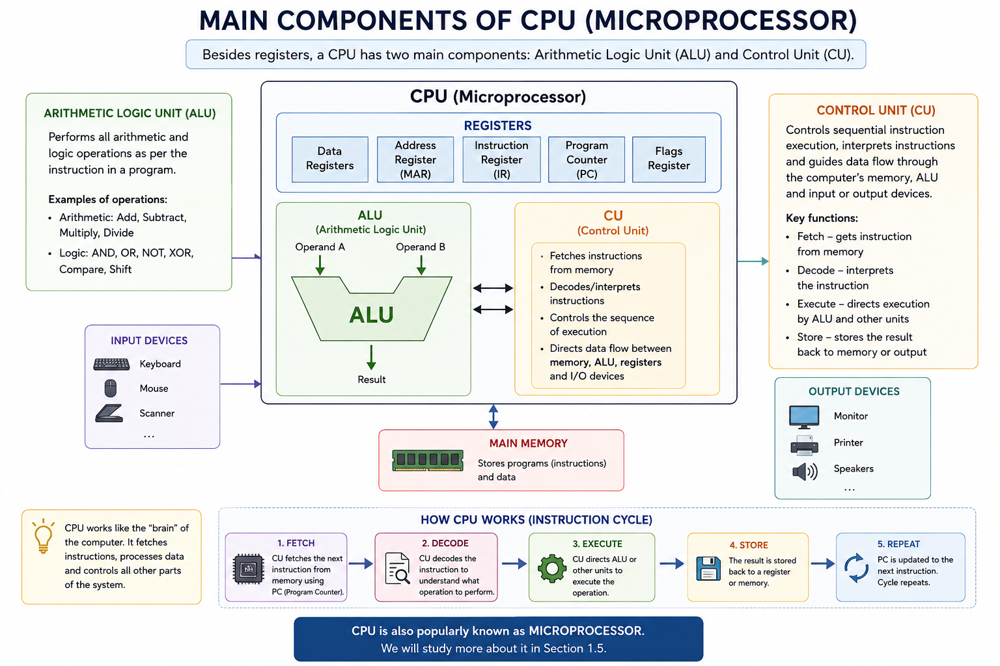 MAIN COMPONENTS OF CPU (MICROPROCESSOR)
Besides registers, a CPU has two main components: Arithmetic Logic Unit (ALU) and Control Unit (CU).
ARITHMETIC LOGIC UNIT (ALU)
Performs all arithmetic and
logic operations as per the
instruction in a program.
Examples of operations:
• Arithmetic: Add, Subtract,
Multiply, Divide
• Logic: AND, OR, NOT, XOR,
Compare, Shift
INPUT DEVICES
Keyboard
Mouse
Scanner
...
CPU (Microprocessor)
REGISTERS
Data
Registers
Address
Register
(MAR)
Instruction
Register
(IR)
Program
Counter
(PC)
Flags
Register
ALU
(Arithmetic Logic Unit)
Operand A
Operand B
ALU
Result
CU
(Control Unit)
• Fetches instructions
from memory
• Decodes/interprets
instructions
• Controls the sequence
of execution
• Directs data flow between
memory, ALU, registers
and I/O devices
MAIN MEMORY
Stores programs (instructions)
and data
CONTROL UNIT (CU)
Controls sequential instruction
execution, interprets instructions
and guides data flow through
the computer's memory, ALU
and input or output devices.
Key functions:
• Fetch – gets instruction
from memory
• Decode – interprets
the instruction
• Execute – directs execution
by ALU and other units
• Store – stores the result
back to memory or output
OUTPUT DEVICES
Monitor
Printer
Speakers
...
CPU works like the "brain" of
the computer. It fetches
instructions, processes data
and controls all other parts
of the system.
HOW CPU WORKS (INSTRUCTION CYCLE)
1. FETCH
CU fetches the next
instruction from
memory using
PC (Program Counter).
2. DECODE
CU decodes the
instruction to
understand what
operation to perform.
3. EXECUTE
CU directs ALU or
other units to
execute the
operation.
4. STORE
The result is stored
back to a register
or memory.
5. REPEAT
PC is updated to the
next instruction.
Cycle repeats.
CPU is also popularly known as MICROPROCESSOR.
We will study more about it in Section 1.5.